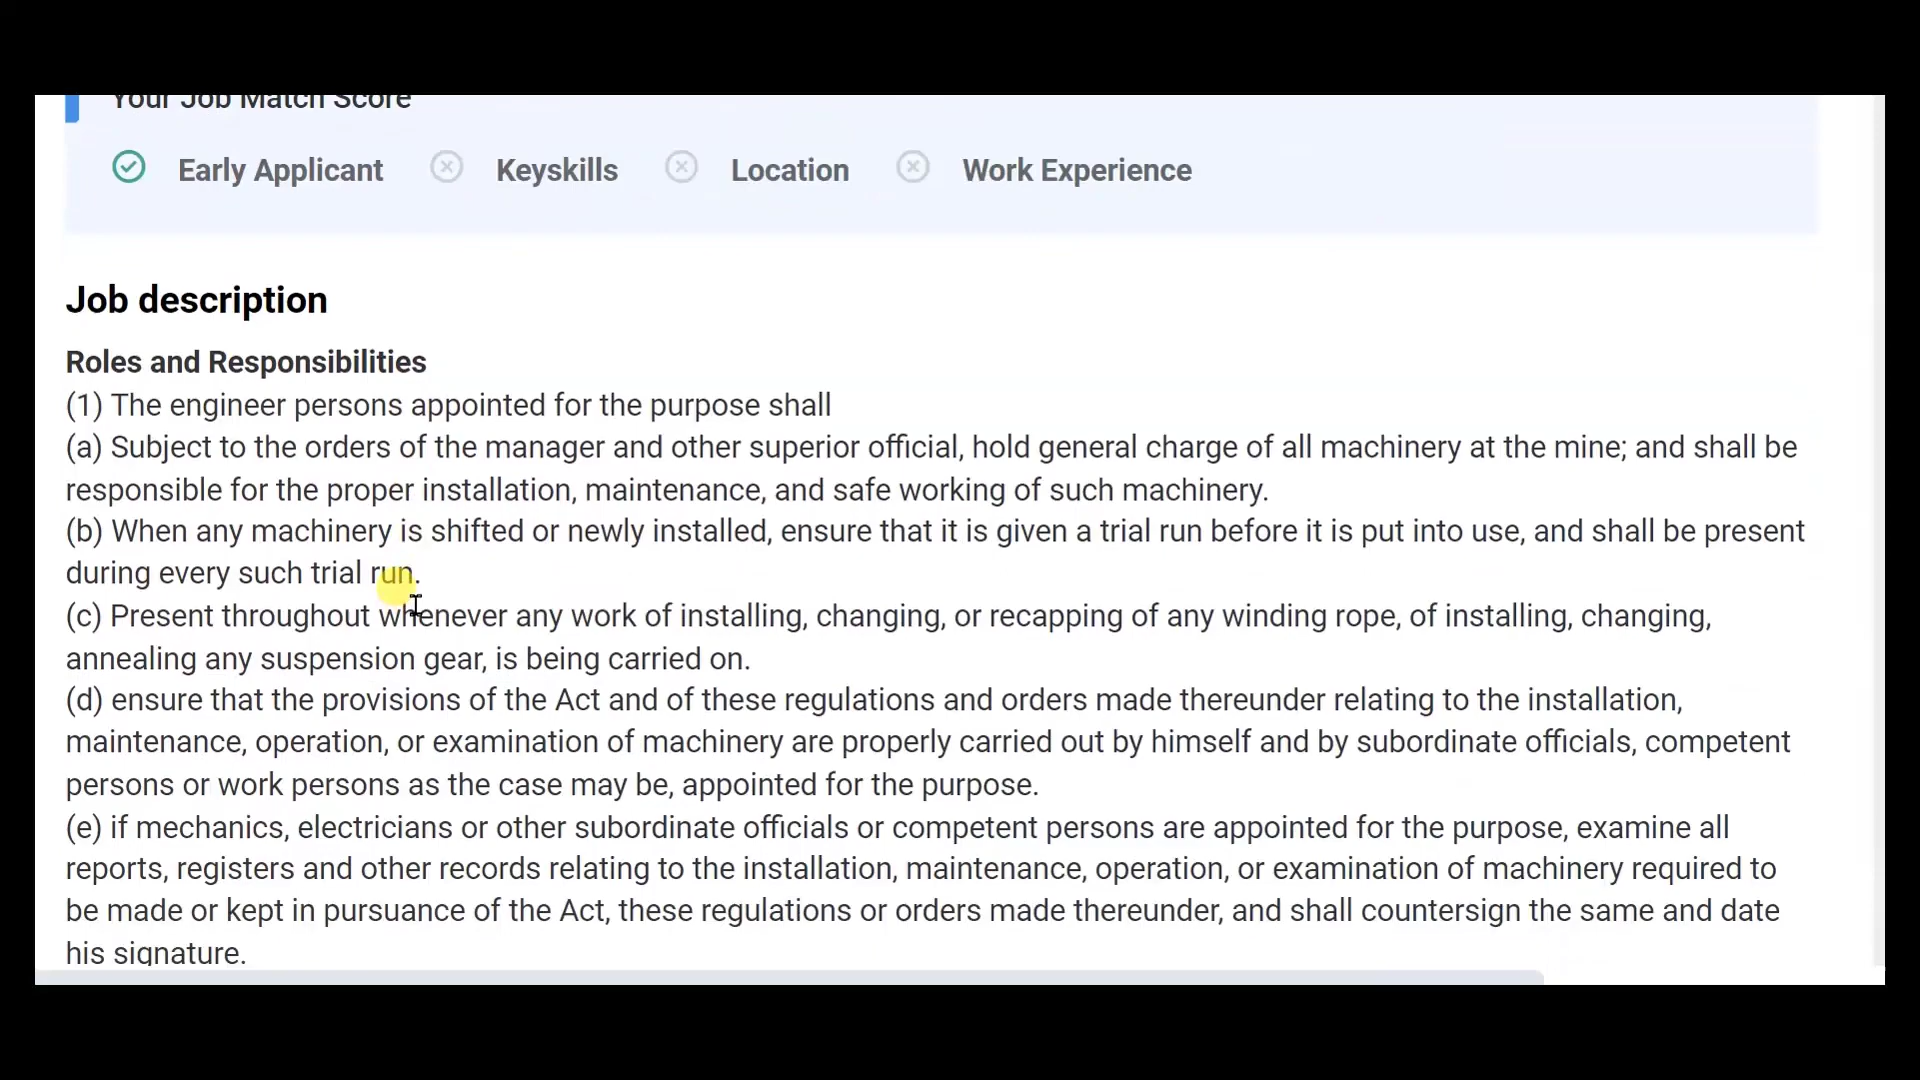 Your Job Match Score
Early Applicant Keyskills Location Work Experience
Job description
Roles and Responsibilities
(1) The engineer persons appointed for the purpose shall
(a) Subject to the orders of the manager and other superior official, hold general charge of all machinery at the mine; and shall be
responsible for the proper installation, maintenance, and safe working of such machinery.
(b) When any machinery is shifted or newly installed, ensure that it is given a trial run before it is put into use, and shall be present
during every such trial run.
(c) Present throughout whenever any work of installing, changing, or recapping of any winding rope, of installing, changing,
annealing any suspension gear, is being carried on.
(d) ensure that the provisions of the Act and of these regulations and orders made thereunder relating to the installation,
maintenance, operation, or examination of machinery are properly carried out by himself and by subordinate officials, competent
persons or work persons as the case may be, appointed for the purpose.
(e) if mechanics, electricians or other subordinate officials or competent persons are appointed for the purpose, examine all
reports, registers and other records relating to the installation, maintenance, operation, or examination of machinery required to
be made or kept in pursuance of the Act, these regulations or orders made thereunder, and shall countersign the same and date
his signature.